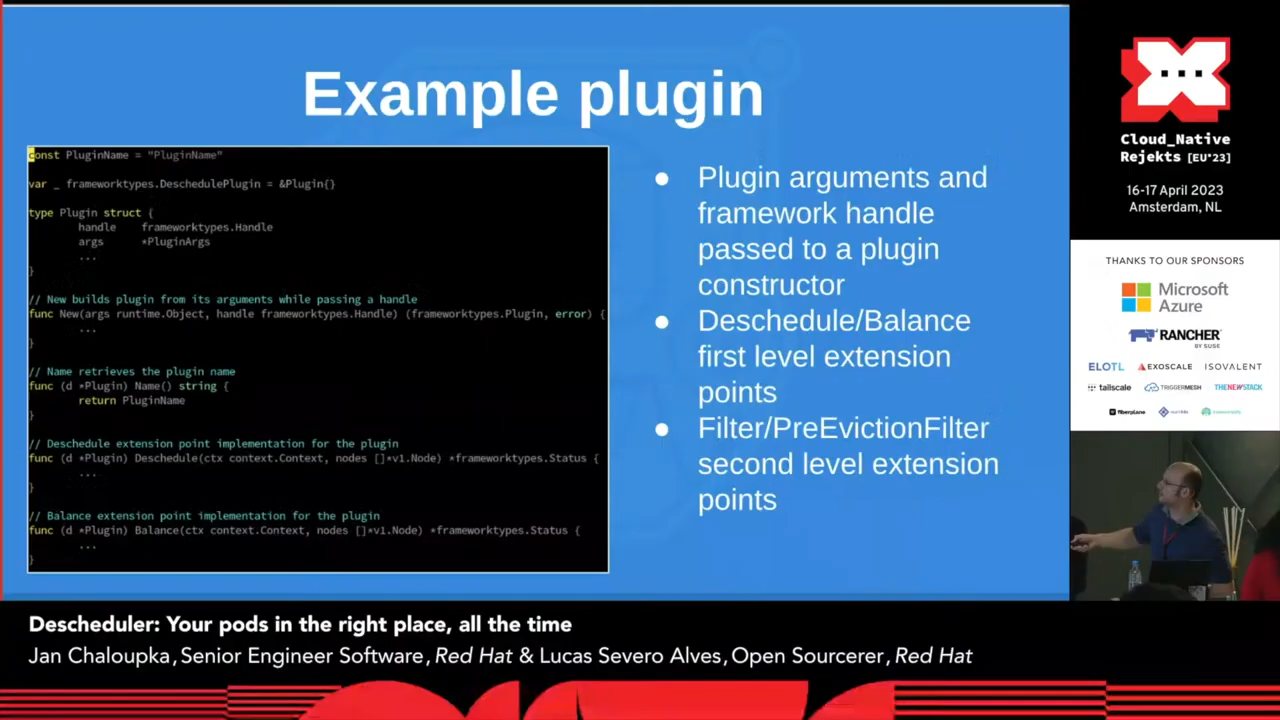 Example plugin
const PluginName = "PluginName"
var _ frameworktypes.DeschedulePlugin = &Plugin{}
type Plugin struct {
handle frameworktypes.Handle
args *PluginArgs
...
}
// New builds plugin from its arguments while passing a handle
func New(args runtime.Object, handle frameworktypes.Handle) (frameworktypes.Plugin, error) {
...
}
// Name retrieves the plugin name
func (d *Plugin) Name() string {
return PluginName
}
// Deschedule extension point implementation for the plugin
func (d *Plugin) Deschedule(ctx context.Context, nodes []*v1.Node) *frameworktypes.Status {
...
}
// Balance extension point implementation for the plugin
func (d *Plugin) Balance(ctx context.Context, nodes []*v1.Node) *frameworktypes.Status {
...
}
● Plugin arguments and
framework handle
passed to a plugin
constructor
● Deschedule/Balance
first level extension
points
● Filter/PreEvictionFilter
second level extension
points
Cloud_Native
Rejekts [EU'23]
16-17 April 2023
Amsterdam, NL
THANKS TO OUR SPONSORS
Microsoft
Azure
RANCHER
BY SUSE
ELOTL EXOSCALE ISOVALENT
tailscale TRIGGERMESH THENEWSTACK
fiberplane
Descheduler: Your pods in the right place, all the time
Jan Chaloupka, Senior Engineer Software, Red Hat & Lucas Severo Alves, Open Sourcerer, Red Hat